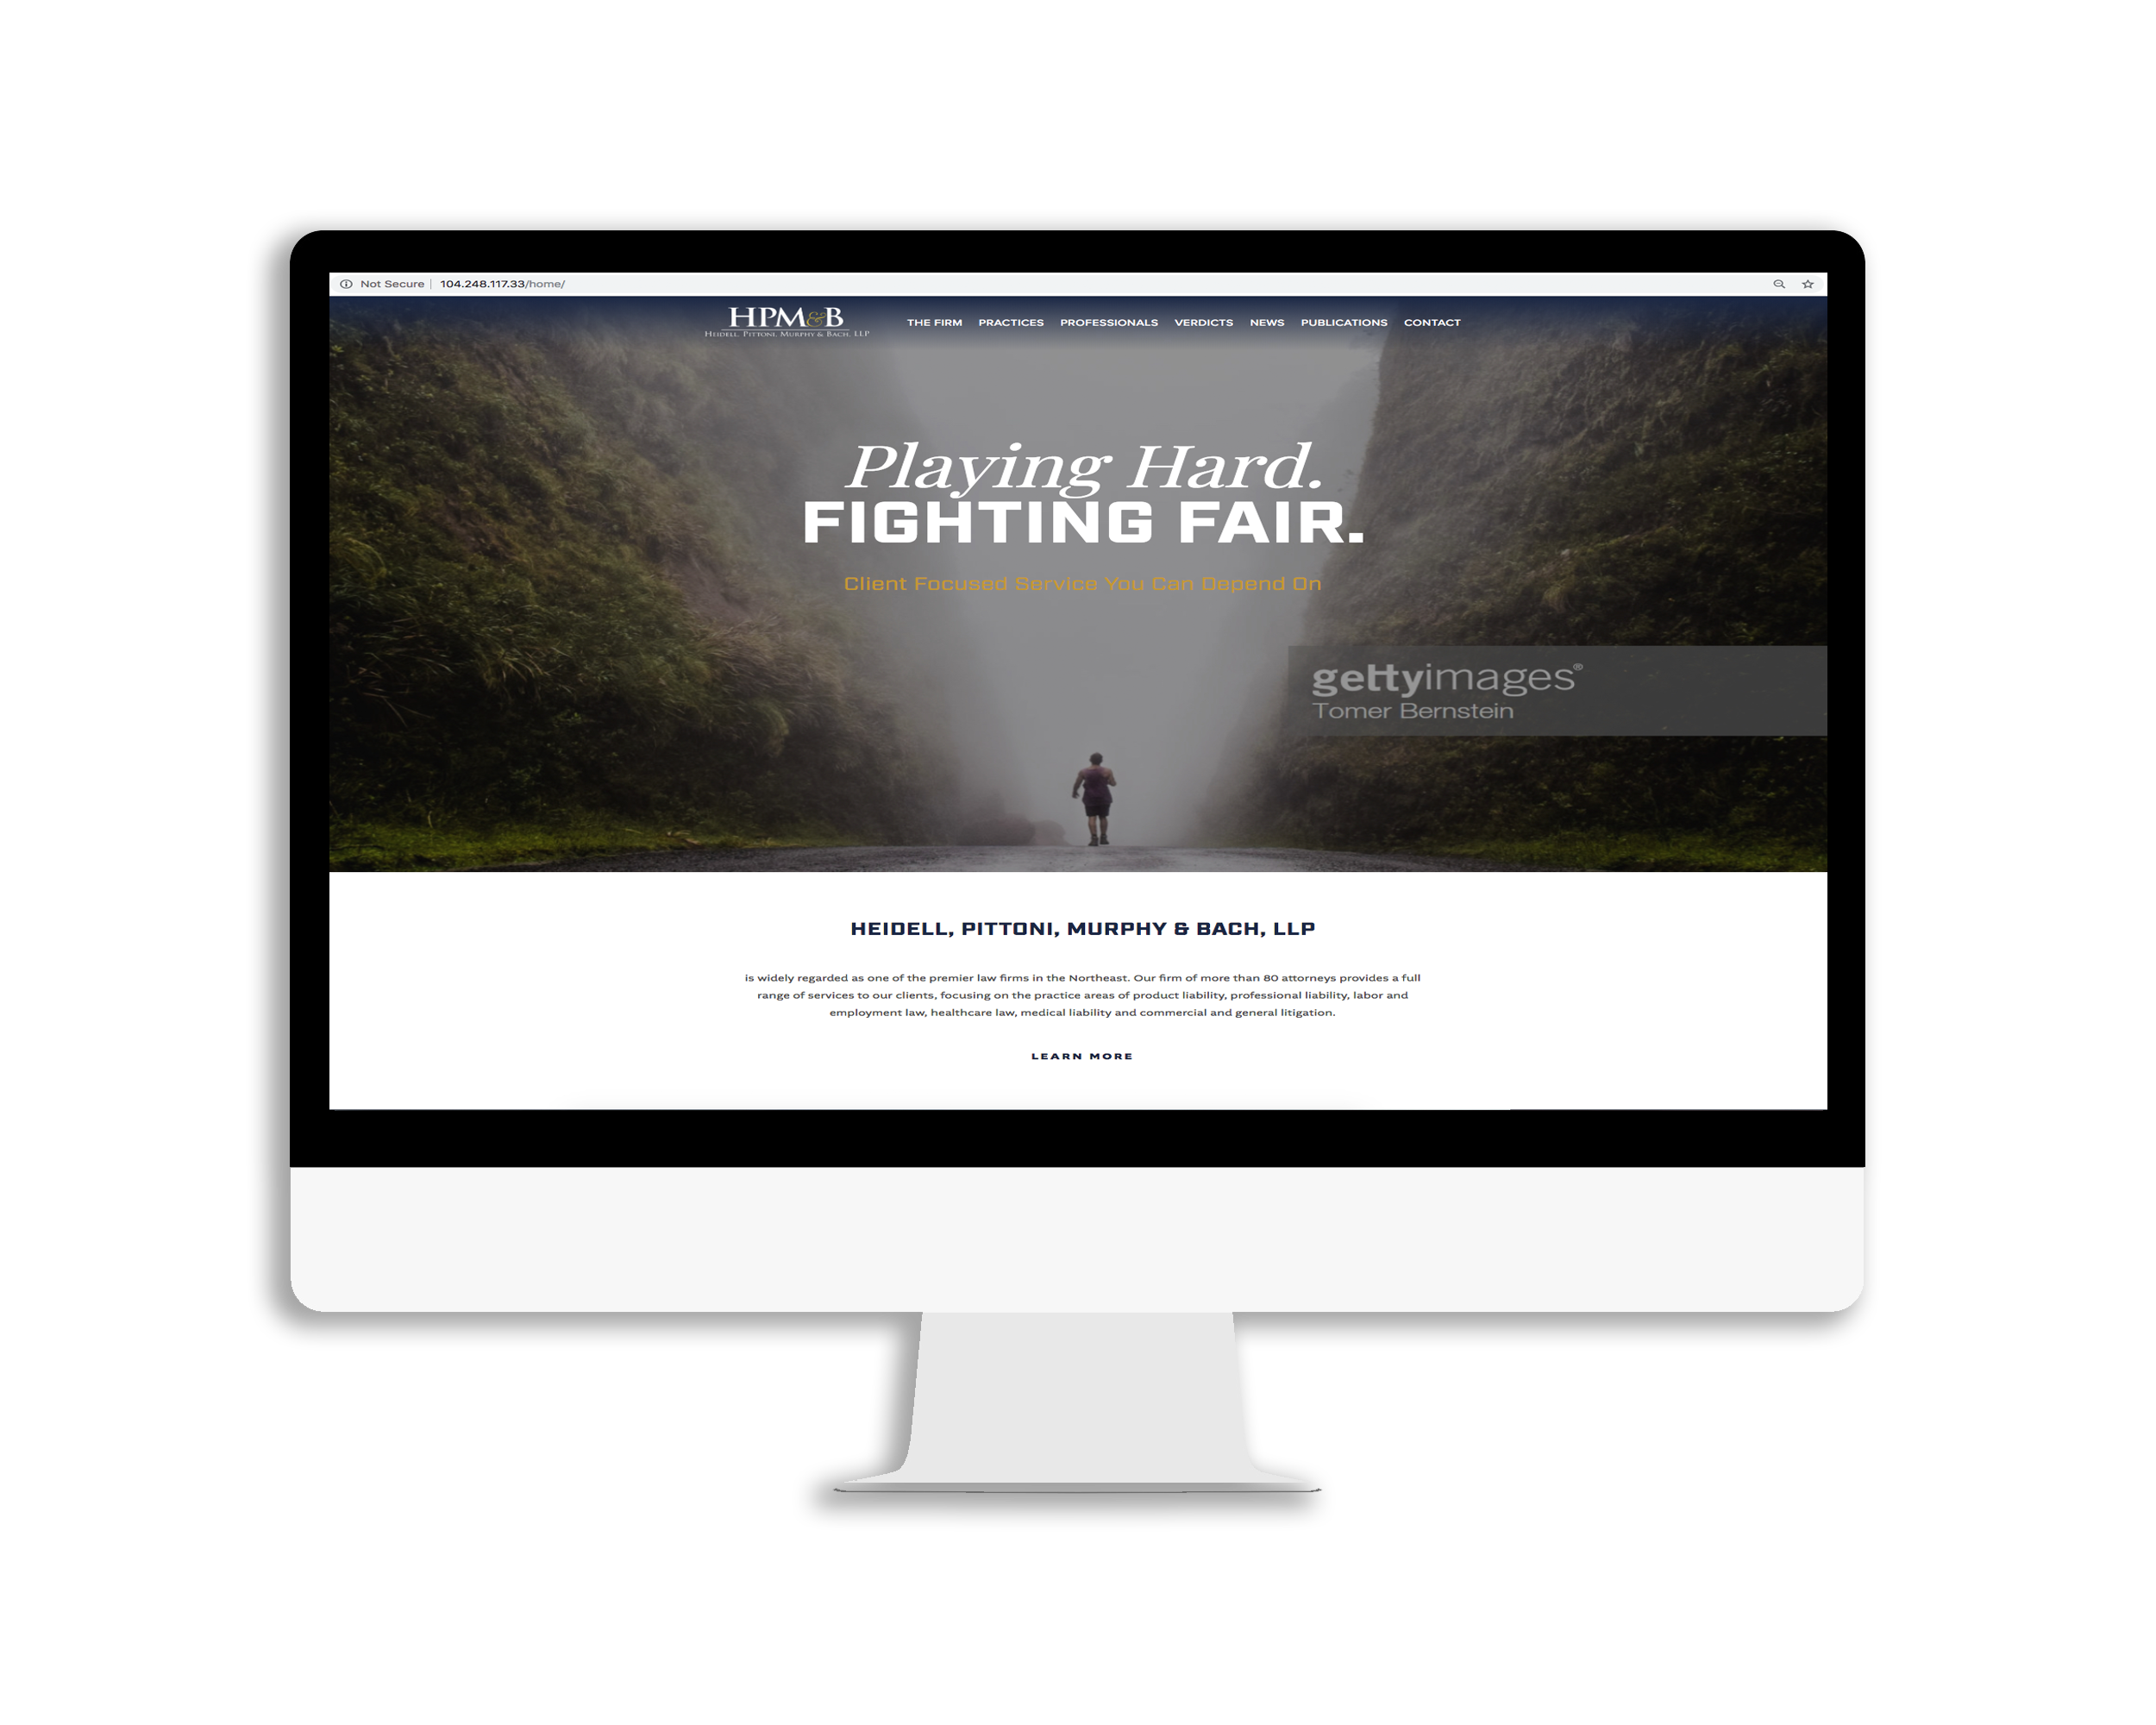 Not Secure | 104.248.117.33/home/
HPM&B
HEIDELL, PITTONI, MURPHY & BACH, LLP
THE FIRM PRACTICES PROFESSIONALS VERDICTS NEWS PUBLICATIONS CONTACT
Playing Hard.
FIGHTING FAIR.
Client Focused Service You Can Depend On
gettyimages®
Tomer Bernstein
HEIDELL, PITTONI, MURPHY & BACH, LLP
is widely regarded as one of the premier law firms in the Northeast. Our firm of more than 80 attorneys provides a full
range of services to our clients, focusing on the practice areas of product liability, professional liability, labor and
employment law, healthcare law, medical liability and commercial and general litigation.
LEARN MORE